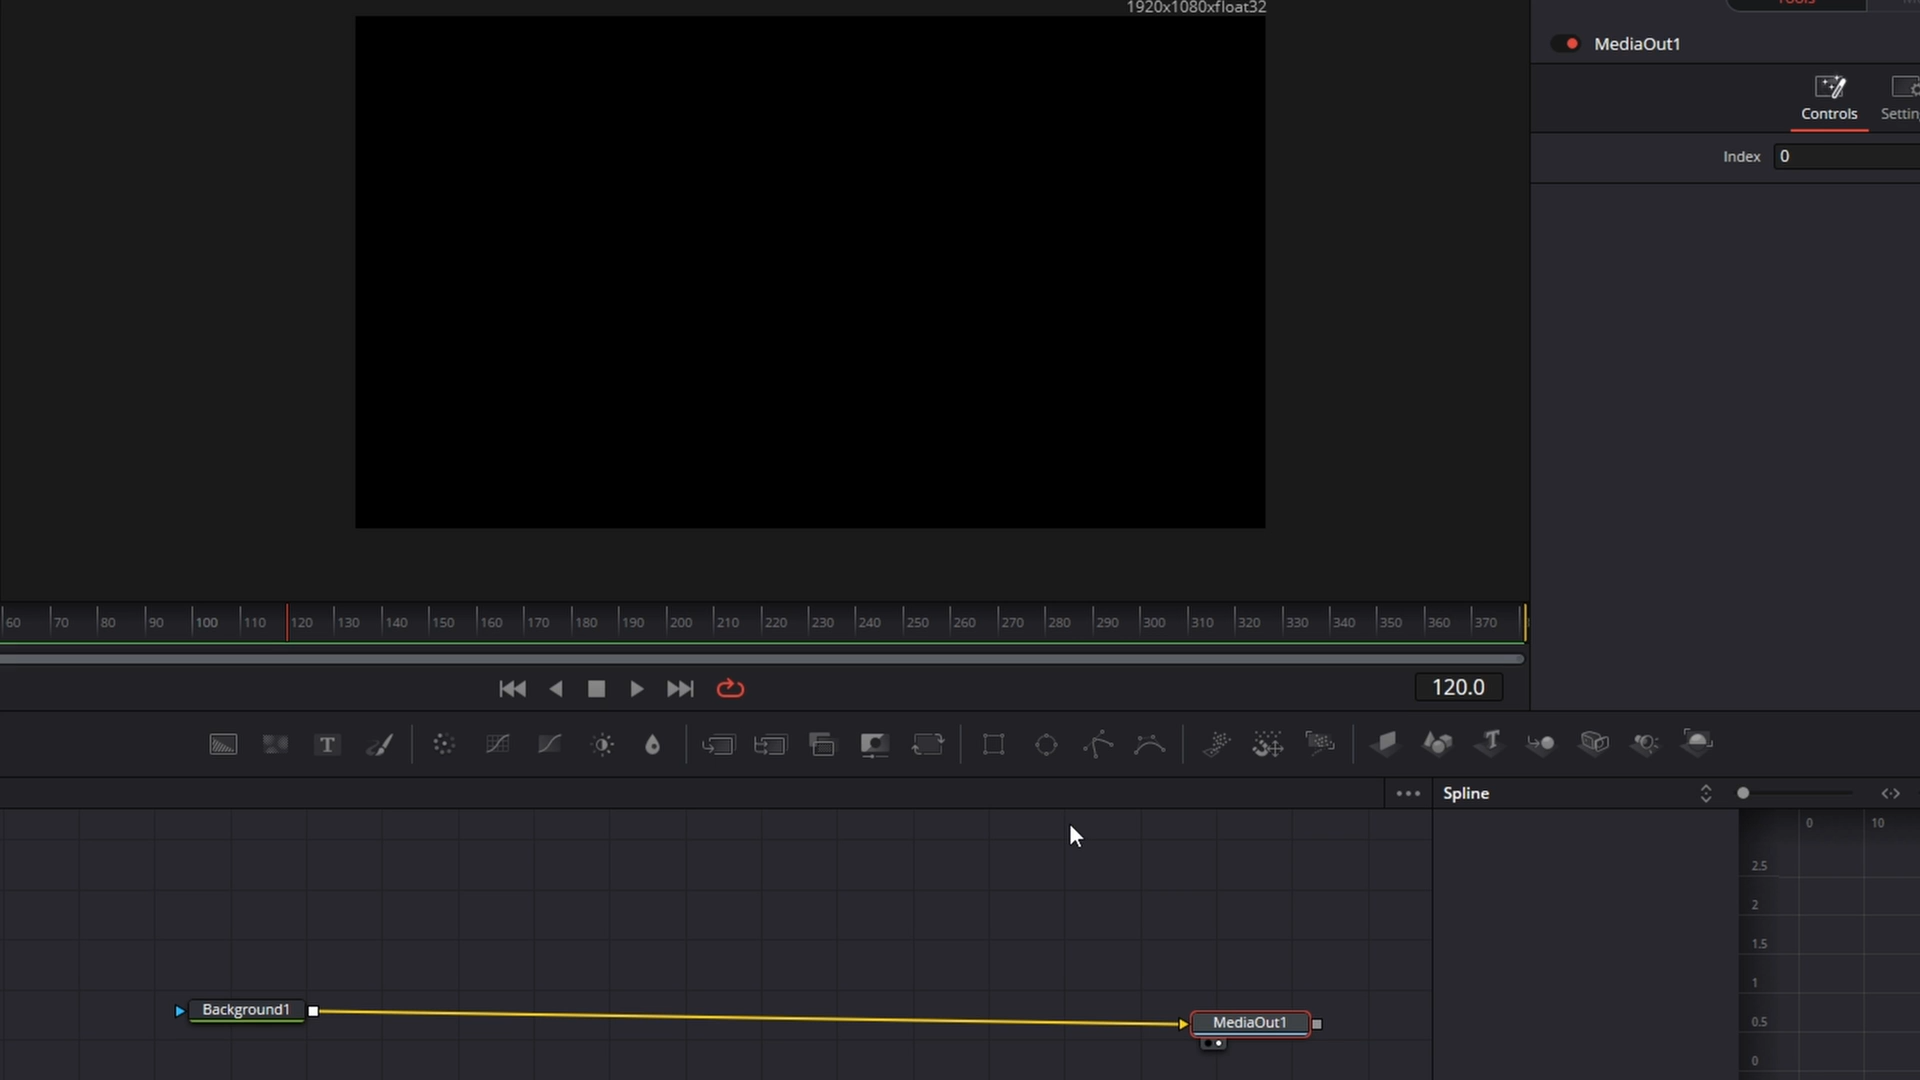 1920x1080xfloat32
Tools
MediaOut1
Controls
Settin
Index 0
60 70 80 90 100 110 120 130 140 150 160 170 180 190 200 210 220 230 240 250 260 270 280 290 300 310 320 330 340 350 360 370
120.0
T
Spline
0 10
2.5
2
1.5
1
0.5
0
Background1
MediaOut1